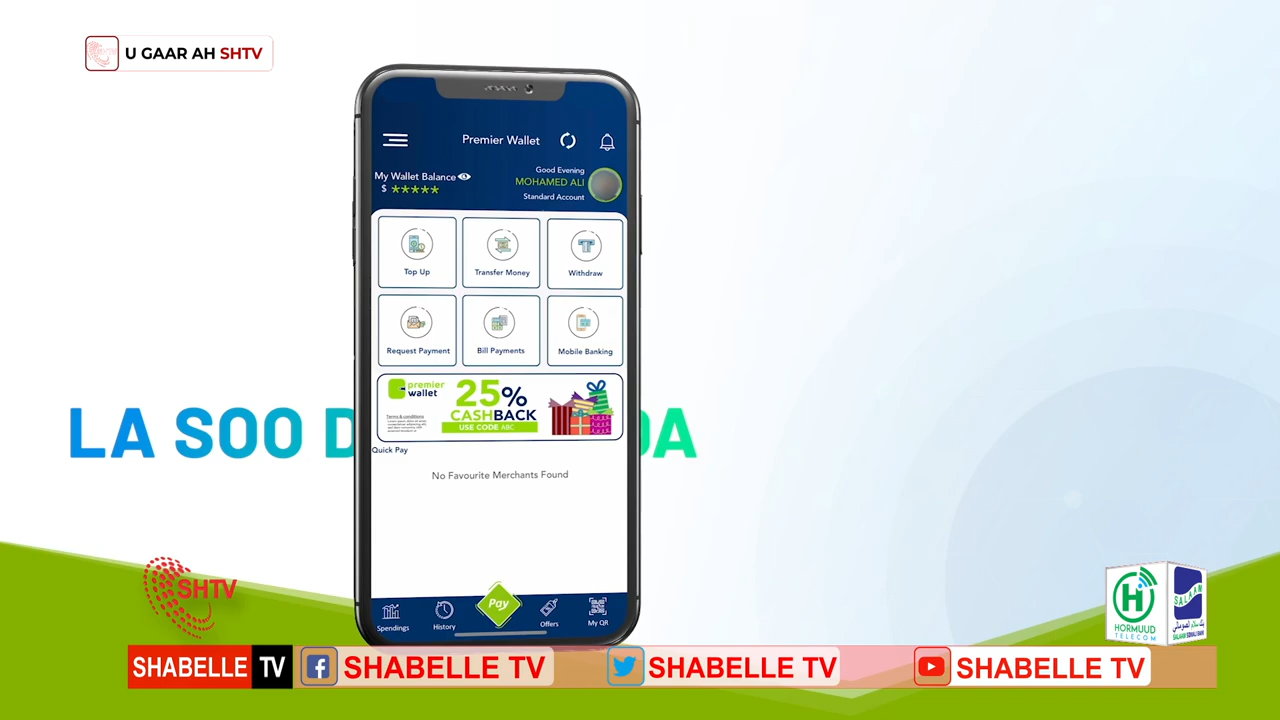 U GAAR AH SHTV
Premier Wallet
My Wallet Balance
$ *****
Good Evening
MOHAMED ALI
Standard Account
Top Up
Transfer Money
Withdraw
Request Payment
Bill Payments
Mobile Banking
premier
wallet
Terms & conditions
25%
CASHBACK
USE CODE ABC
LA SOO D
DA
Quick Pay
No Favourite Merchants Found
Spendings
History
Pay
Offers
My QR
SHTV
HORMUUD
TELECOM
SALAAM
SALAAM SOMALI BANK
SHABELLE TV
SHABELLE TV
SHABELLE TV
SHABELLE TV